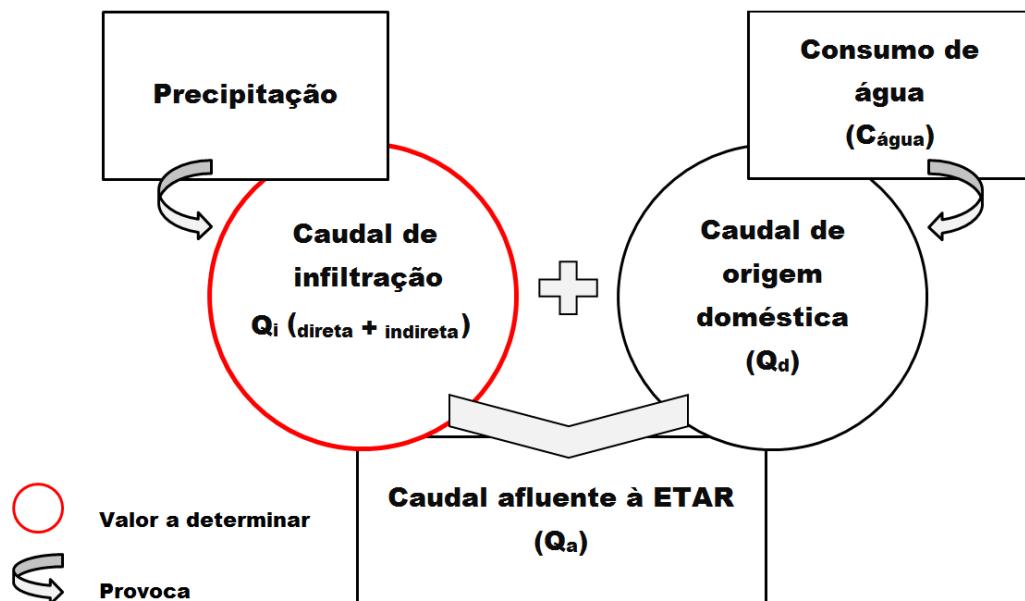 Precipitação
Consumo de
água
(Cágua)
Caudal de
infiltração
Qi (direta + indireta)
Caudal de
origem
doméstica
(Qd)
Caudal afluente à ETAR
(Qa)
Valor a determinar
Provoca